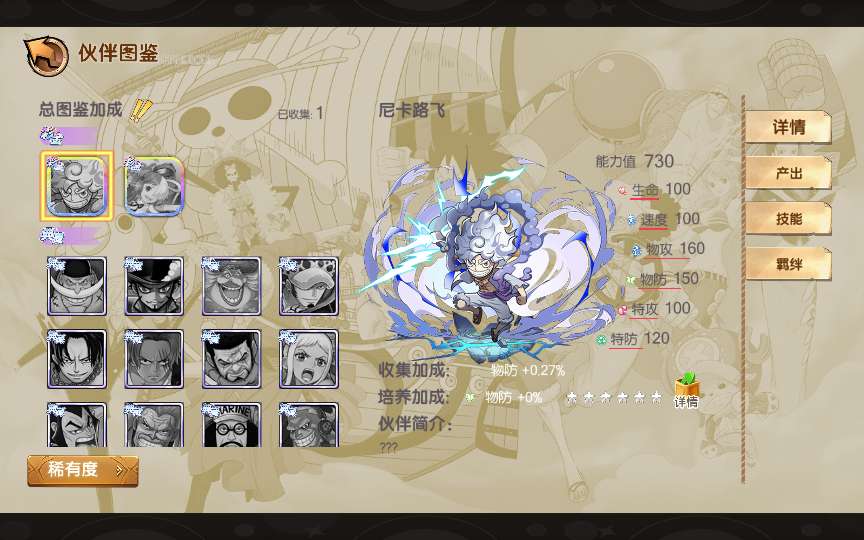 伙伴图鉴
总图鉴加成
已收集: 1
尼卡路飞
能力值 730
生命 100
速度 100
物攻 160
物防 150
特攻 100
特防 120
收集加成: 物防 +0.27%
培养加成: 物防 +0%
详情
伙伴简介:
???
MARINE
稀有度
详情
产出
技能
羁绊